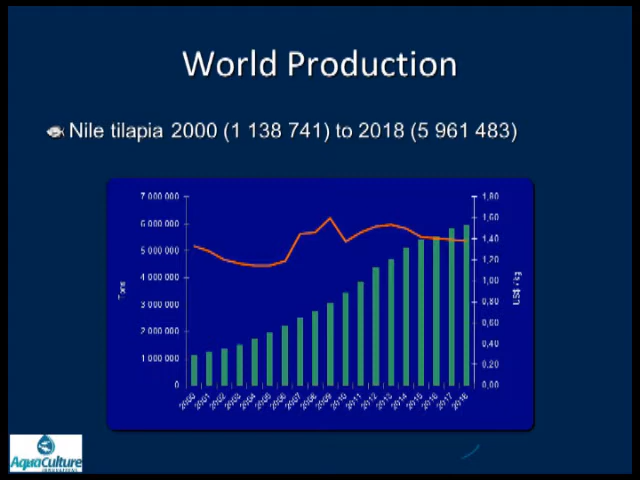 World Production
Nile tilapia 2000 (1 138 741) to 2018 (5 961 483)
7 000 000
6 000 000
5 000 000
4 000 000
3 000 000
2 000 000
1 000 000
0
Tons
1,80
1,60
1,40
1,20
1,00
0,80
0,60
0,40
0,20
0,00
US$ / kg
2000 2001 2002 2003 2004 2005 2006 2007 2008 2009 2010 2011 2012 2013 2014 2015 2016 2017 2018
AquaCulture